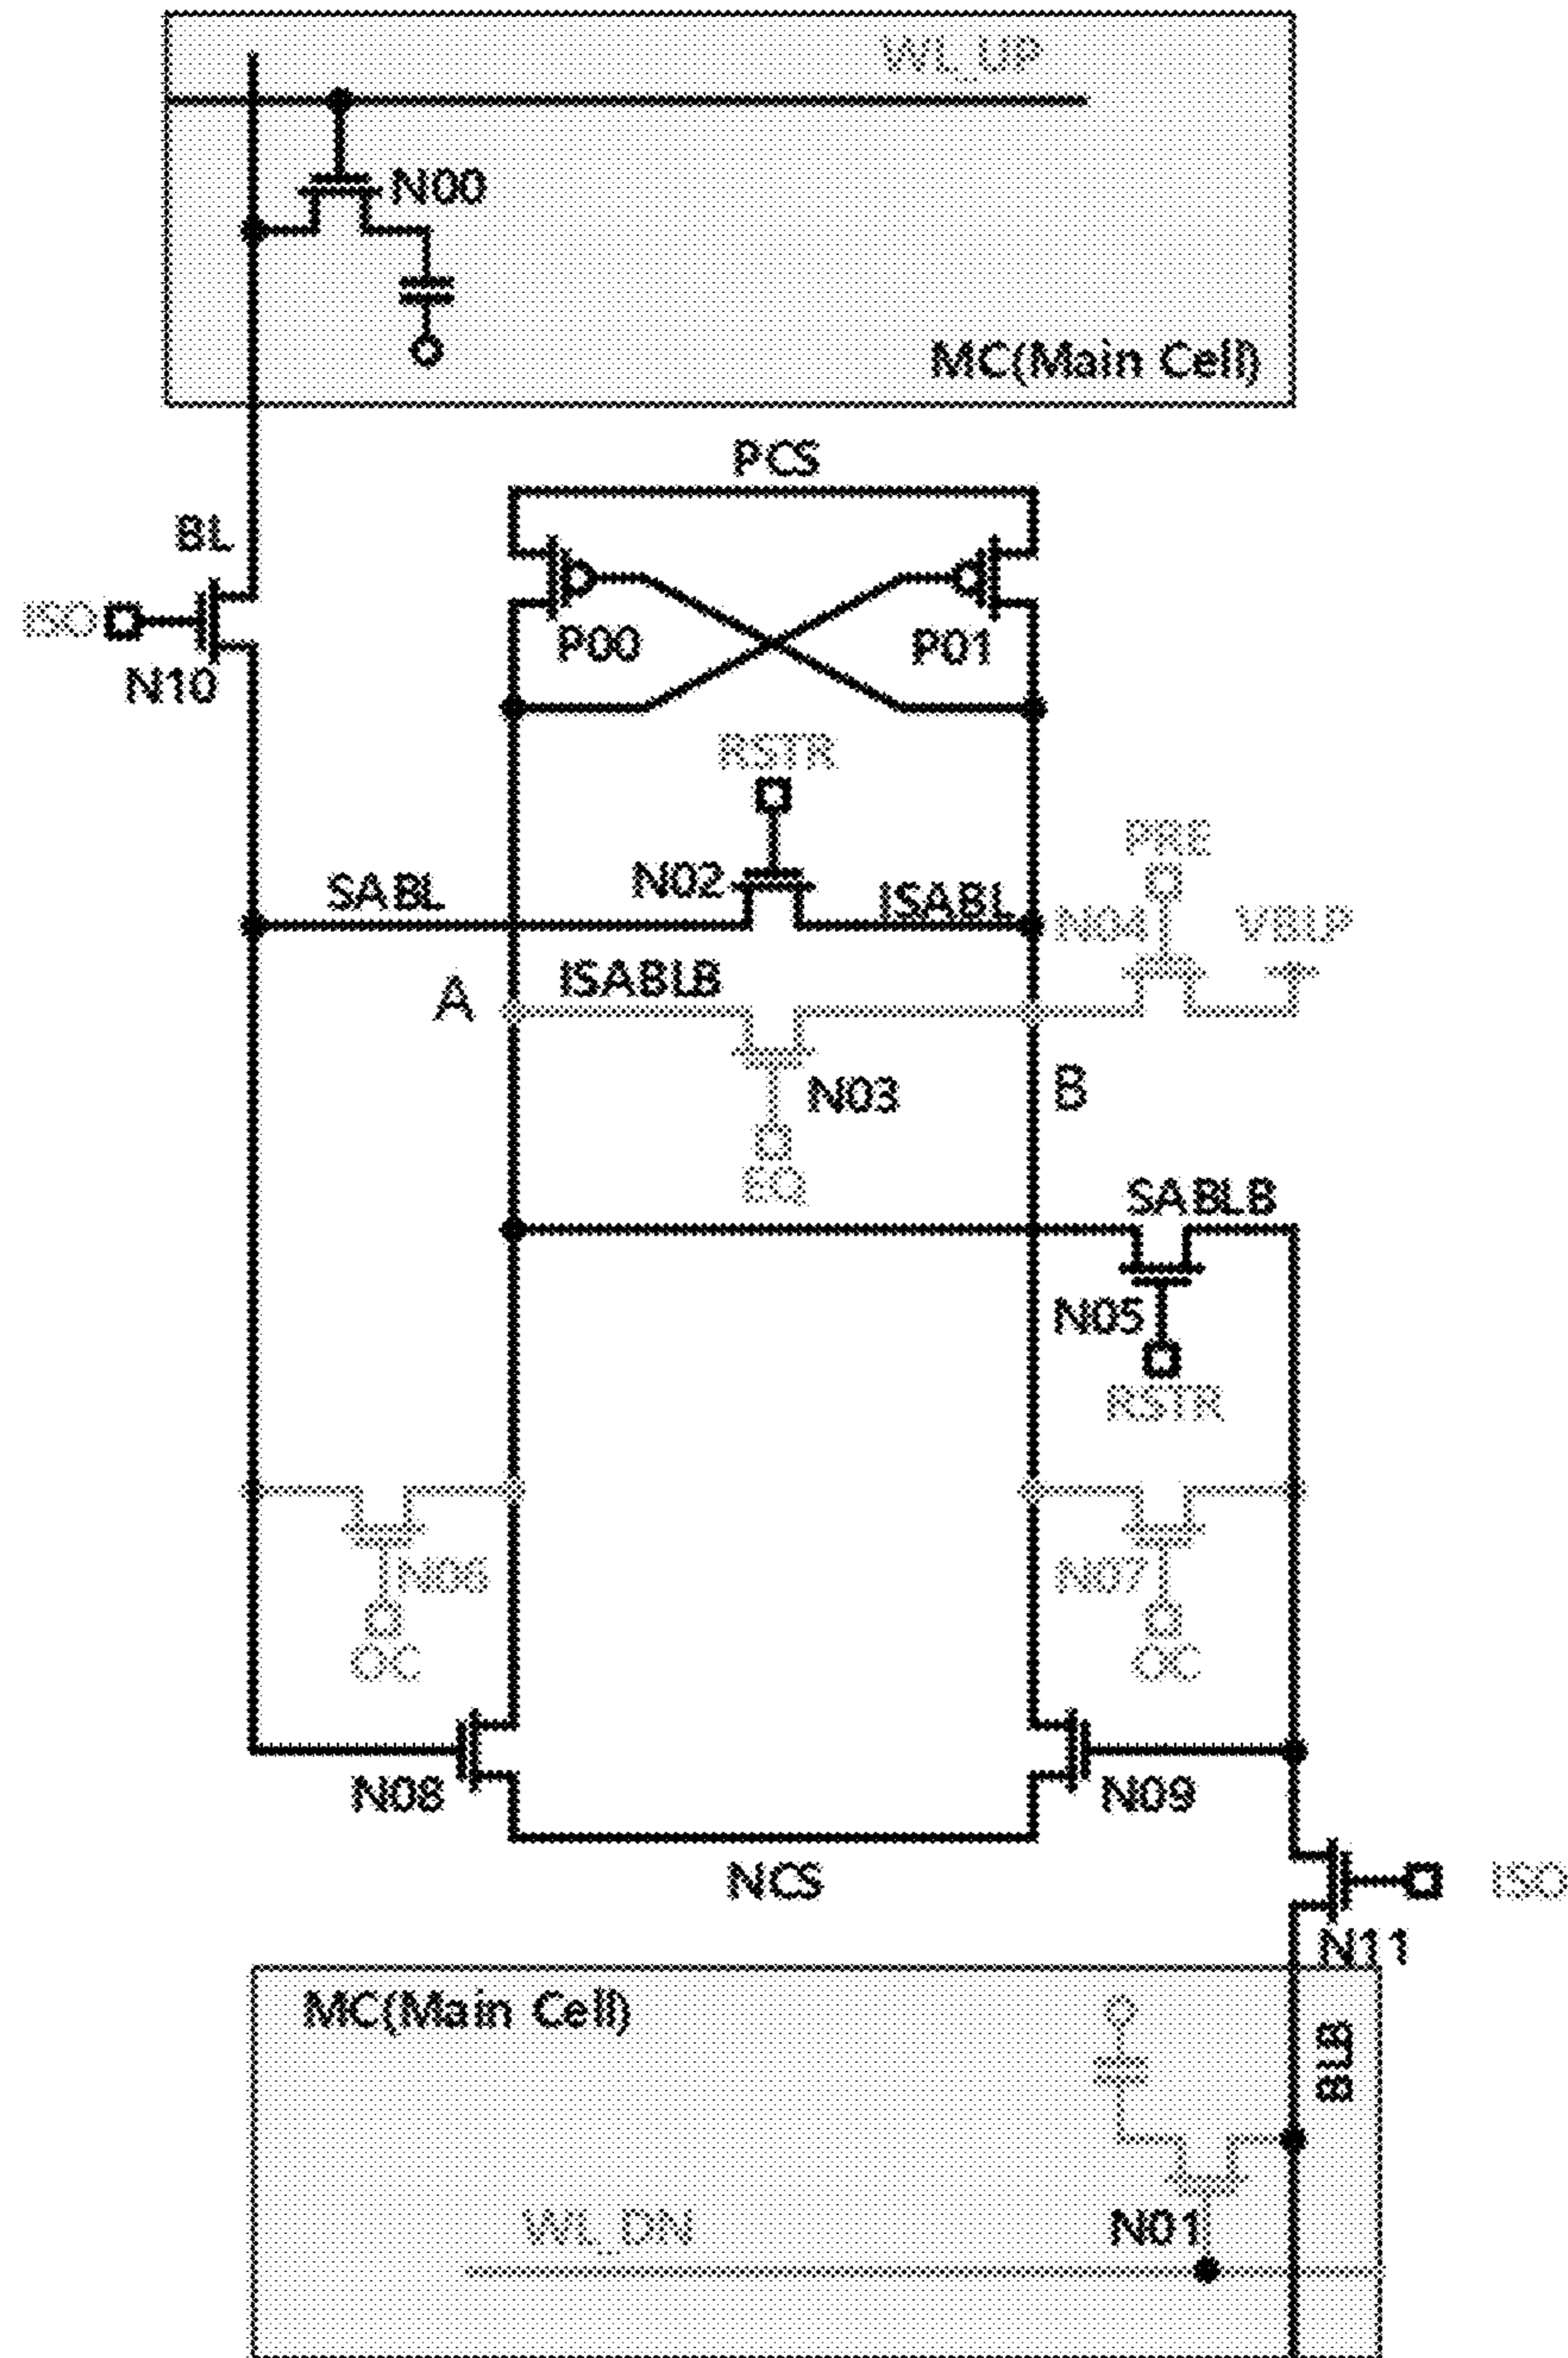 WL_UP
N00
MC(Main Cell)
PCS
BL
ISO
P00
P01
N10
RSTR
PRE
SABL
N02
ISABL
N04
VBLP
A
ISABLB
N03
B
EQ
SABLB
N05
RSTR
N06
N07
OC
OC
N08
N09
NCS
ISO
N11
MC(Main Cell)
BLB
WL_DN
N01